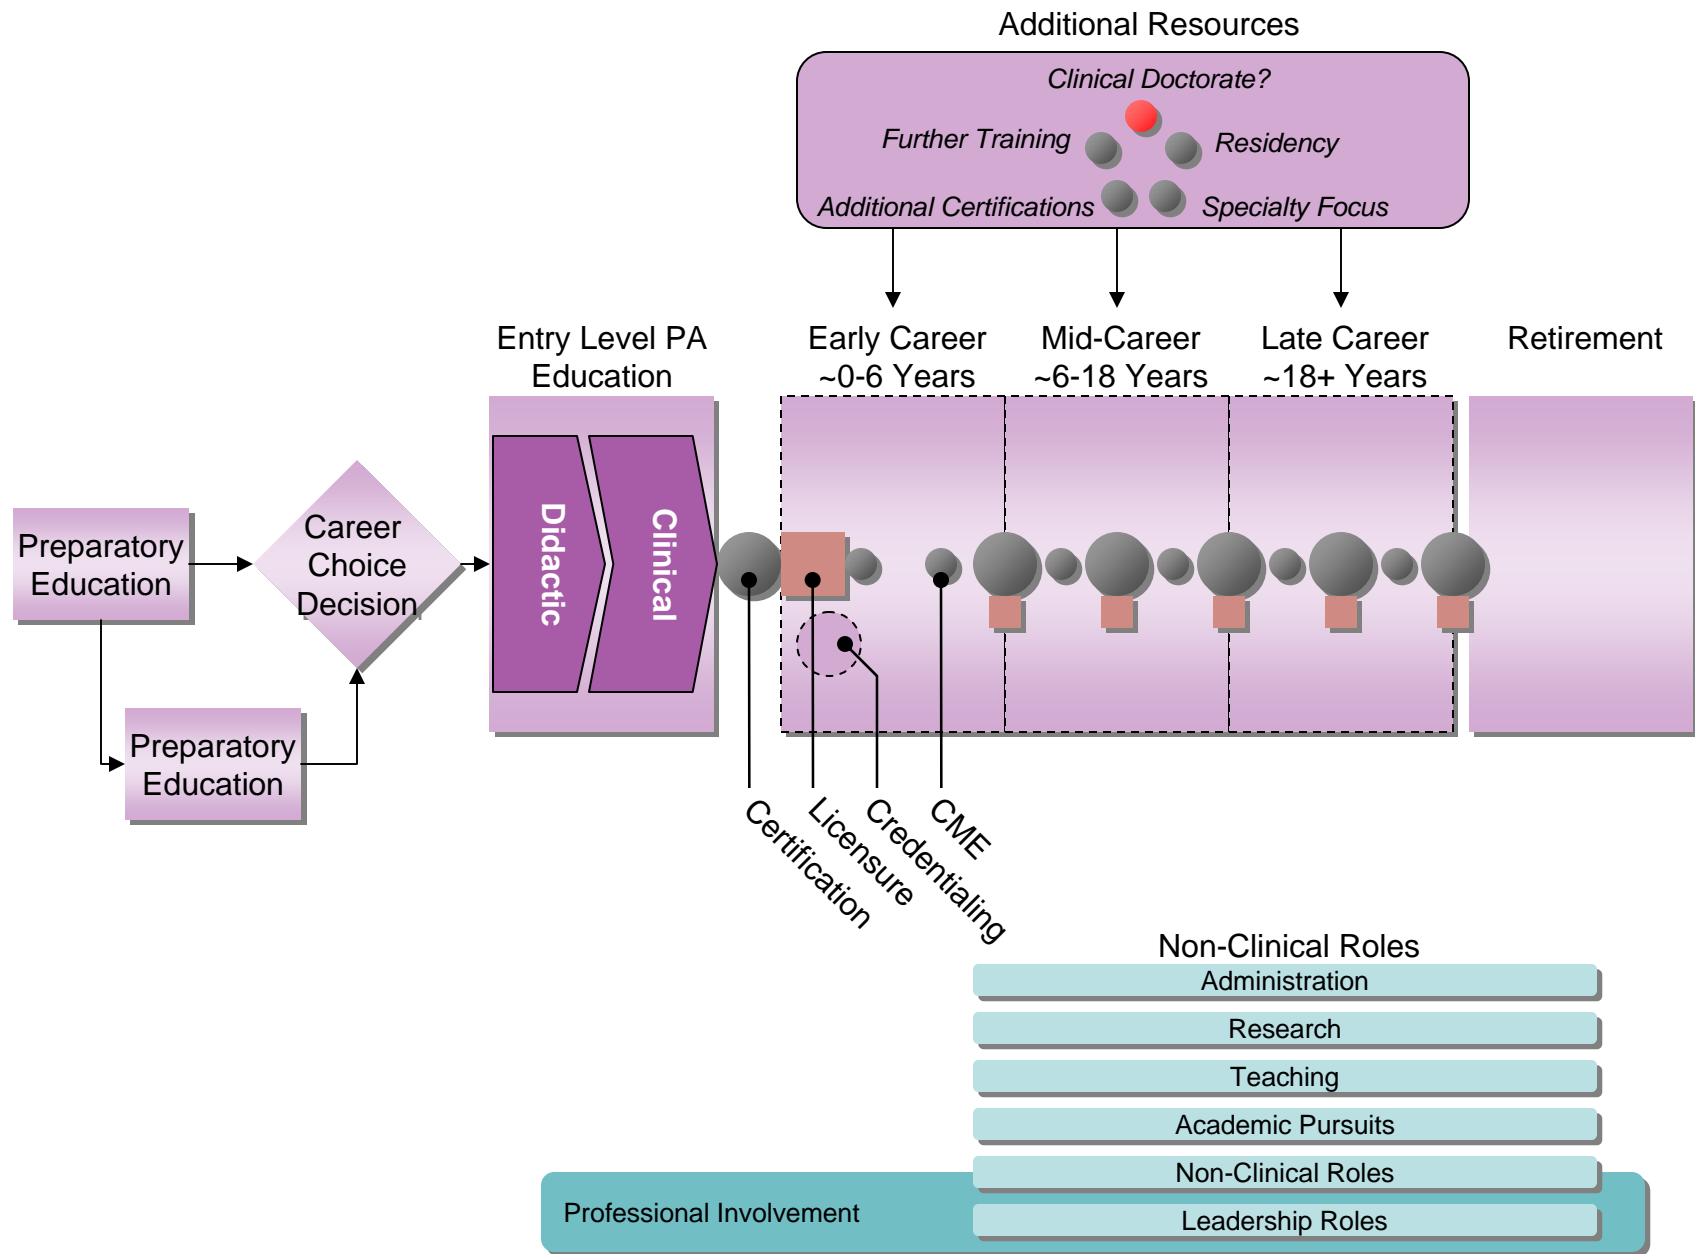 Additional Resources
Clinical Doctorate?
Further Training
Residency
Additional Certifications
Specialty Focus
Entry Level PA
Education
Early Career
~0-6 Years
Mid-Career
~6-18 Years
Late Career
~18+ Years
Retirement
Preparatory
Education
Career
Choice
Decision
Didactic
Clinical
Preparatory
Education
Certification
Licensure
Credentialing
CME
Non-Clinical Roles
Administration
Research
Teaching
Academic Pursuits
Non-Clinical Roles
Professional Involvement
Leadership Roles